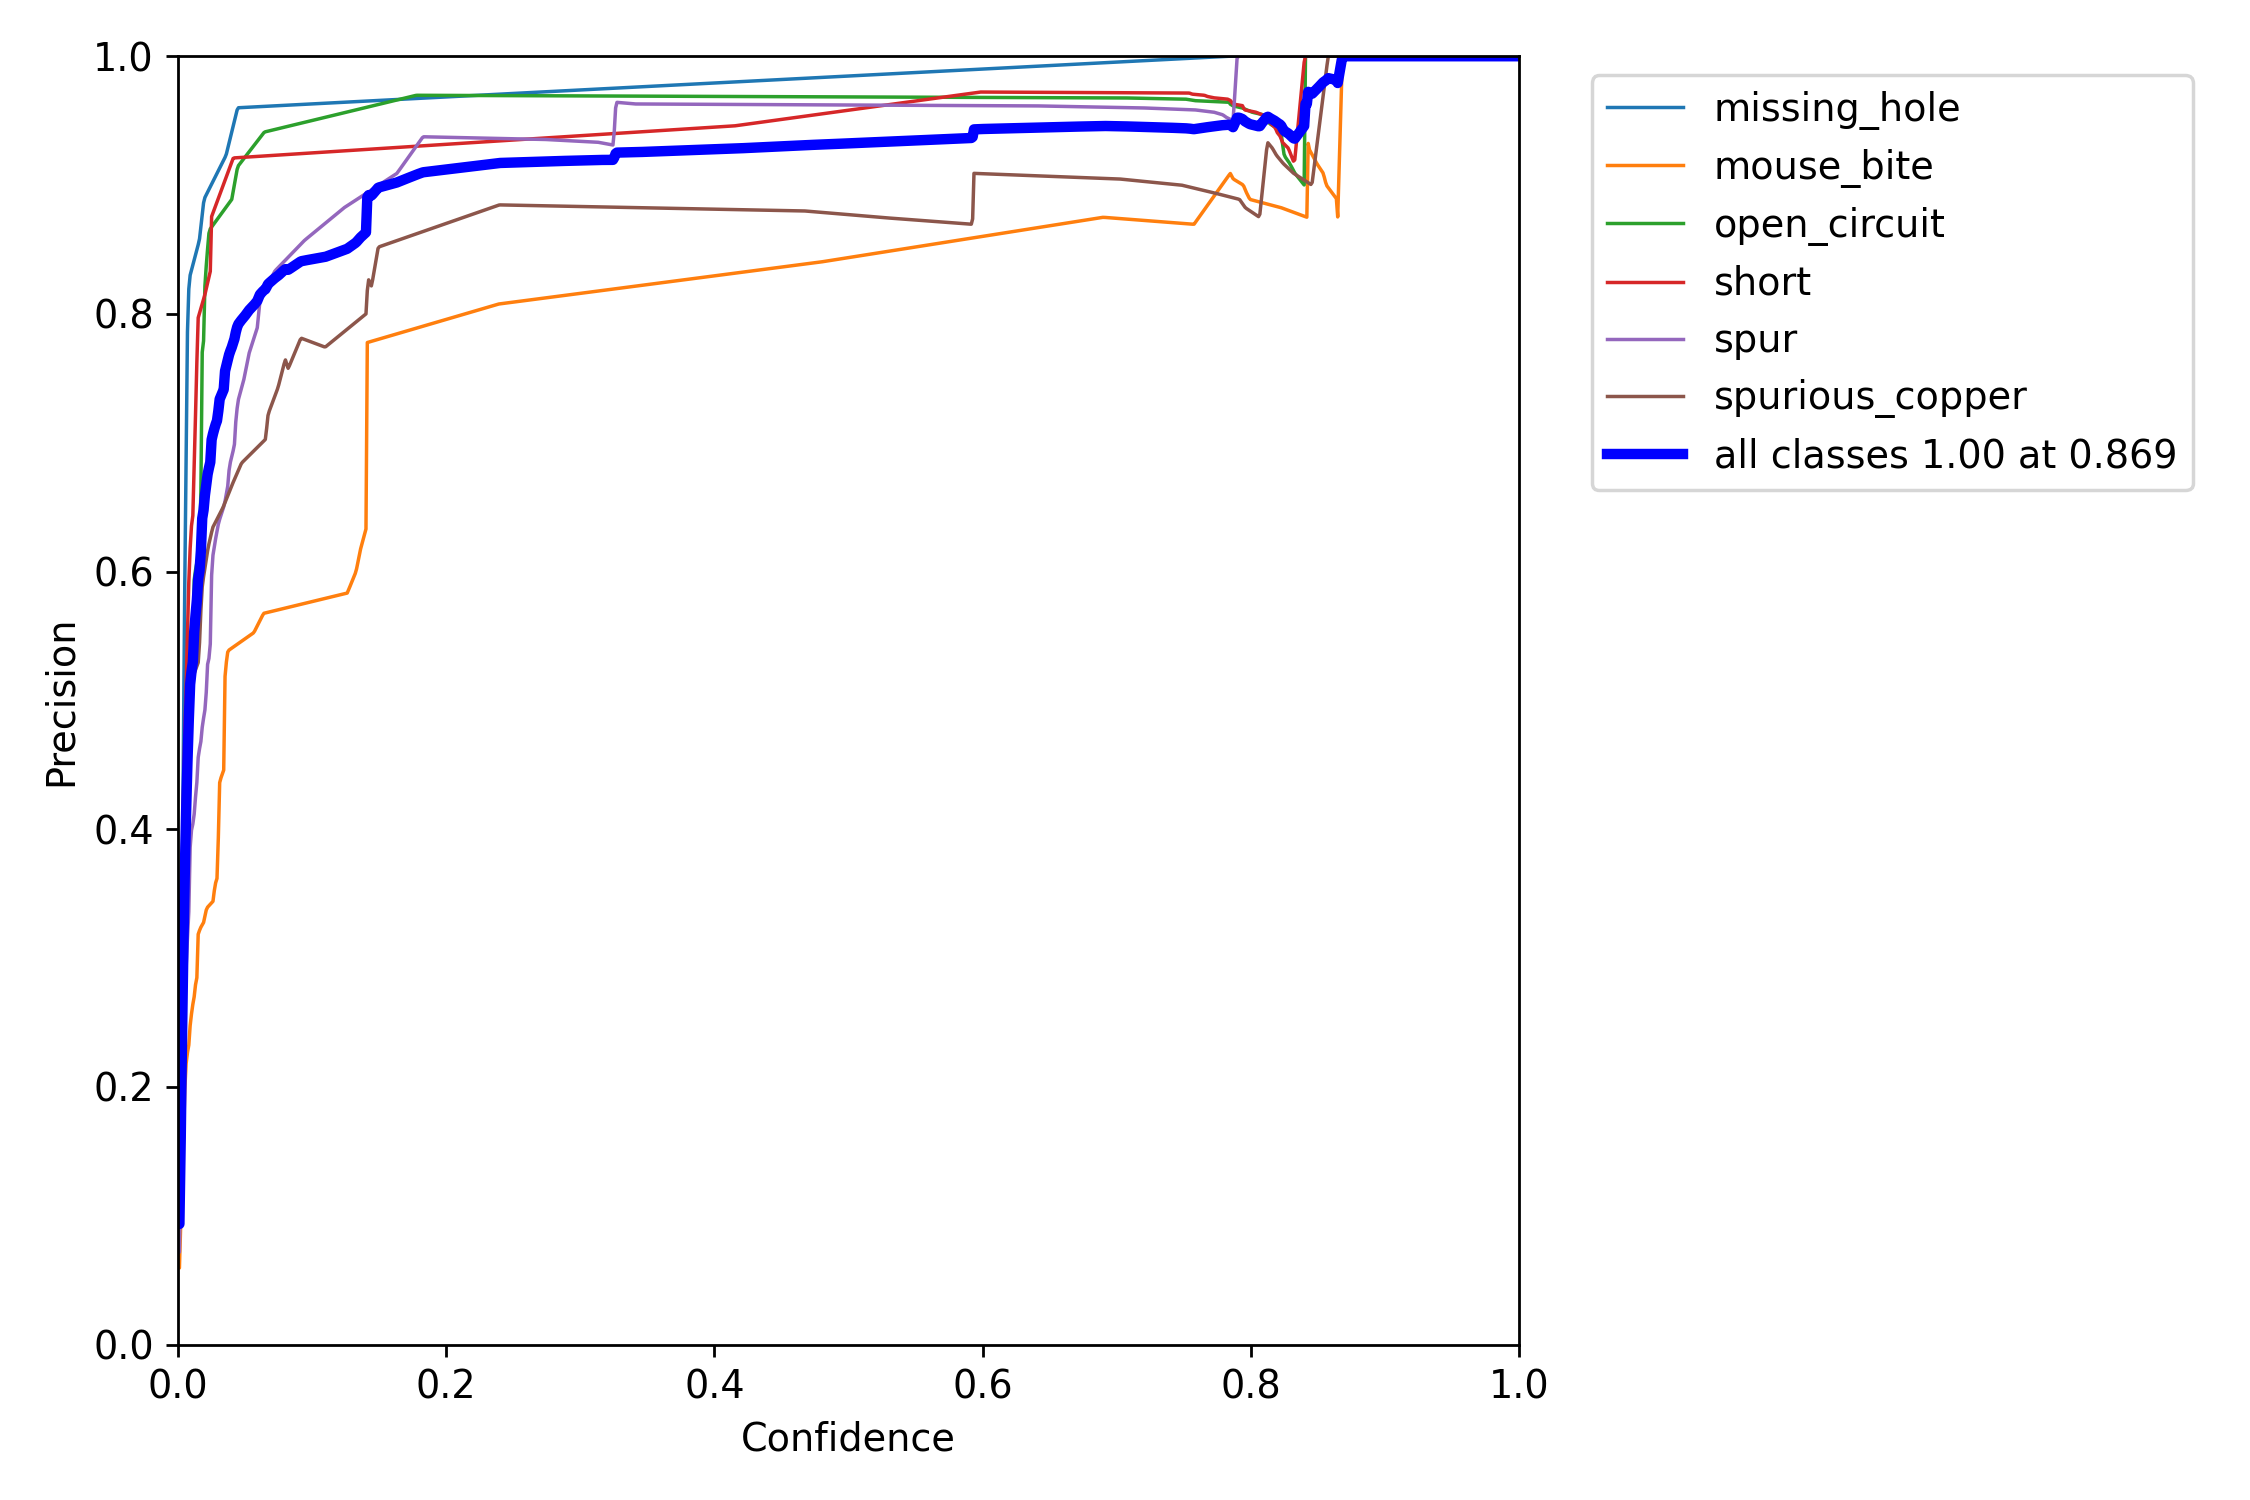 1.0
0.8
0.6
0.4
0.2
0.0
Precision
0.0 0.2 0.4 0.6 0.8 1.0
Confidence
missing_hole
mouse_bite
open_circuit
short
spur
spurious_copper
all classes 1.00 at 0.869